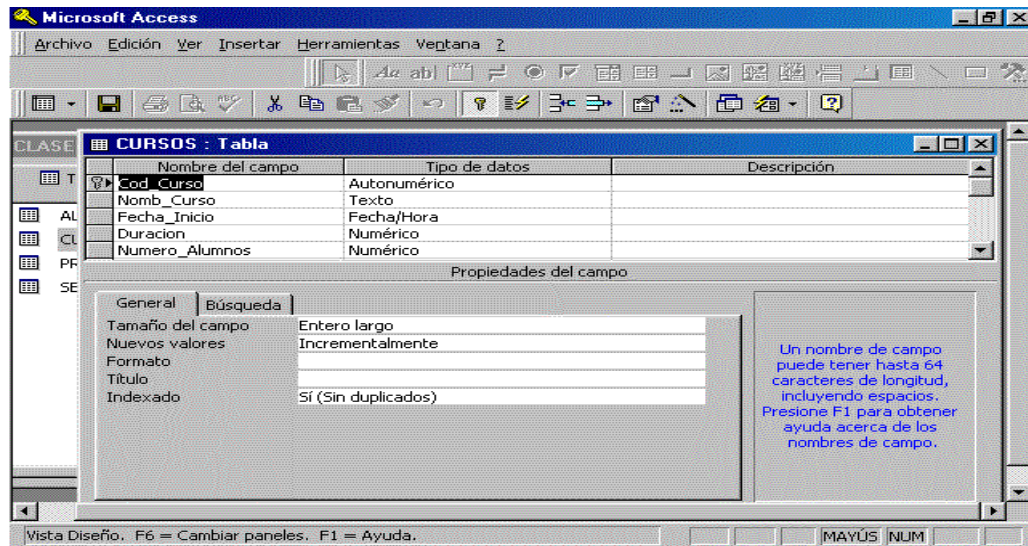 Microsoft Access
Archivo Edición Ver Insertar Herramientas Ventana ?
CLASE
CURSOS : Tabla
Nombre del campo Tipo de datos Descripción
Cod_Curso Autonumérico
Nomb_Curso Texto
Fecha_Inicio Fecha/Hora
Duracion Numérico
Numero_Alumnos Numérico
T
AL
CU
PR
SE
Propiedades del campo
General Búsqueda
Tamaño del campo Entero largo
Nuevos valores Incrementalmente
Formato
Título
Indexado Sí (Sin duplicados)
Un nombre de campo
puede tener hasta 64
caracteres de longitud,
incluyendo espacios.
Presione F1 para obtener
ayuda acerca de los
nombres de campo.
Vista Diseño. F6 = Cambiar paneles. F1 = Ayuda.
MAYÚS NUM